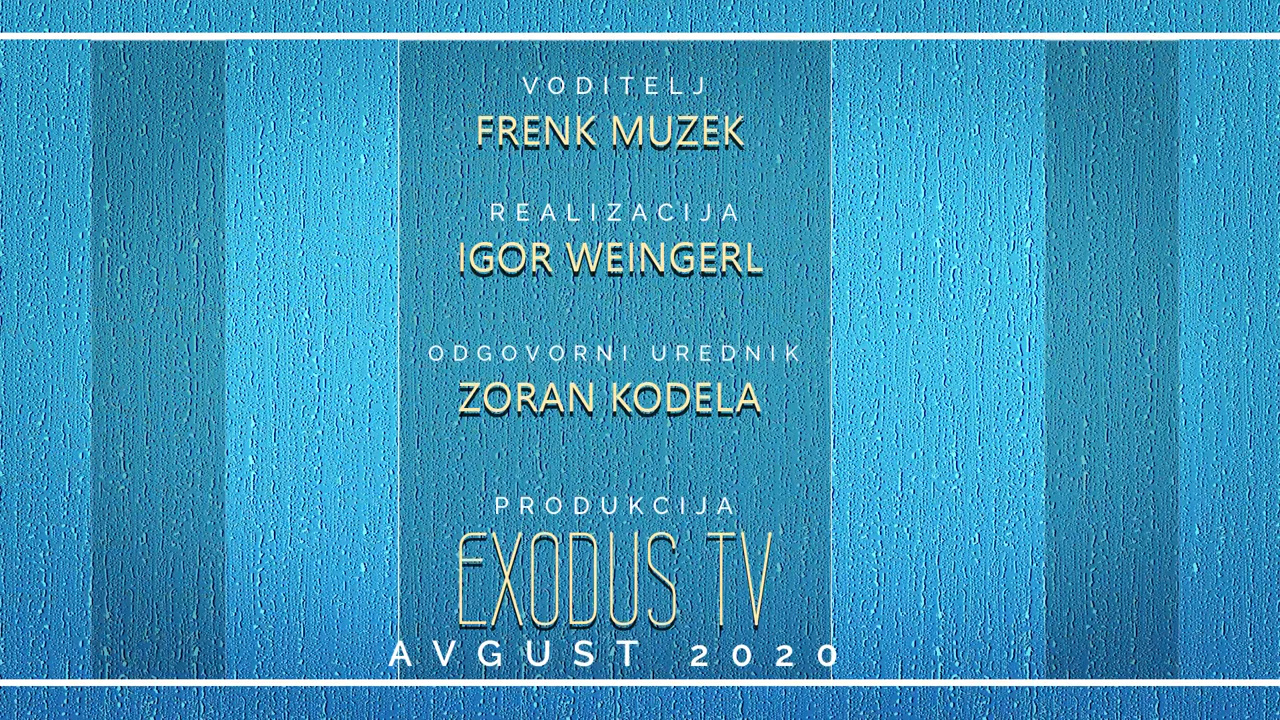 VODITELJ
FRENK MUZEK
REALIZACIJA
IGOR WEINGERL
ODGOVORNI UREDNIK
ZORAN KODELA
PRODUKCIJA
EXODUS TV
AVGUST 2020